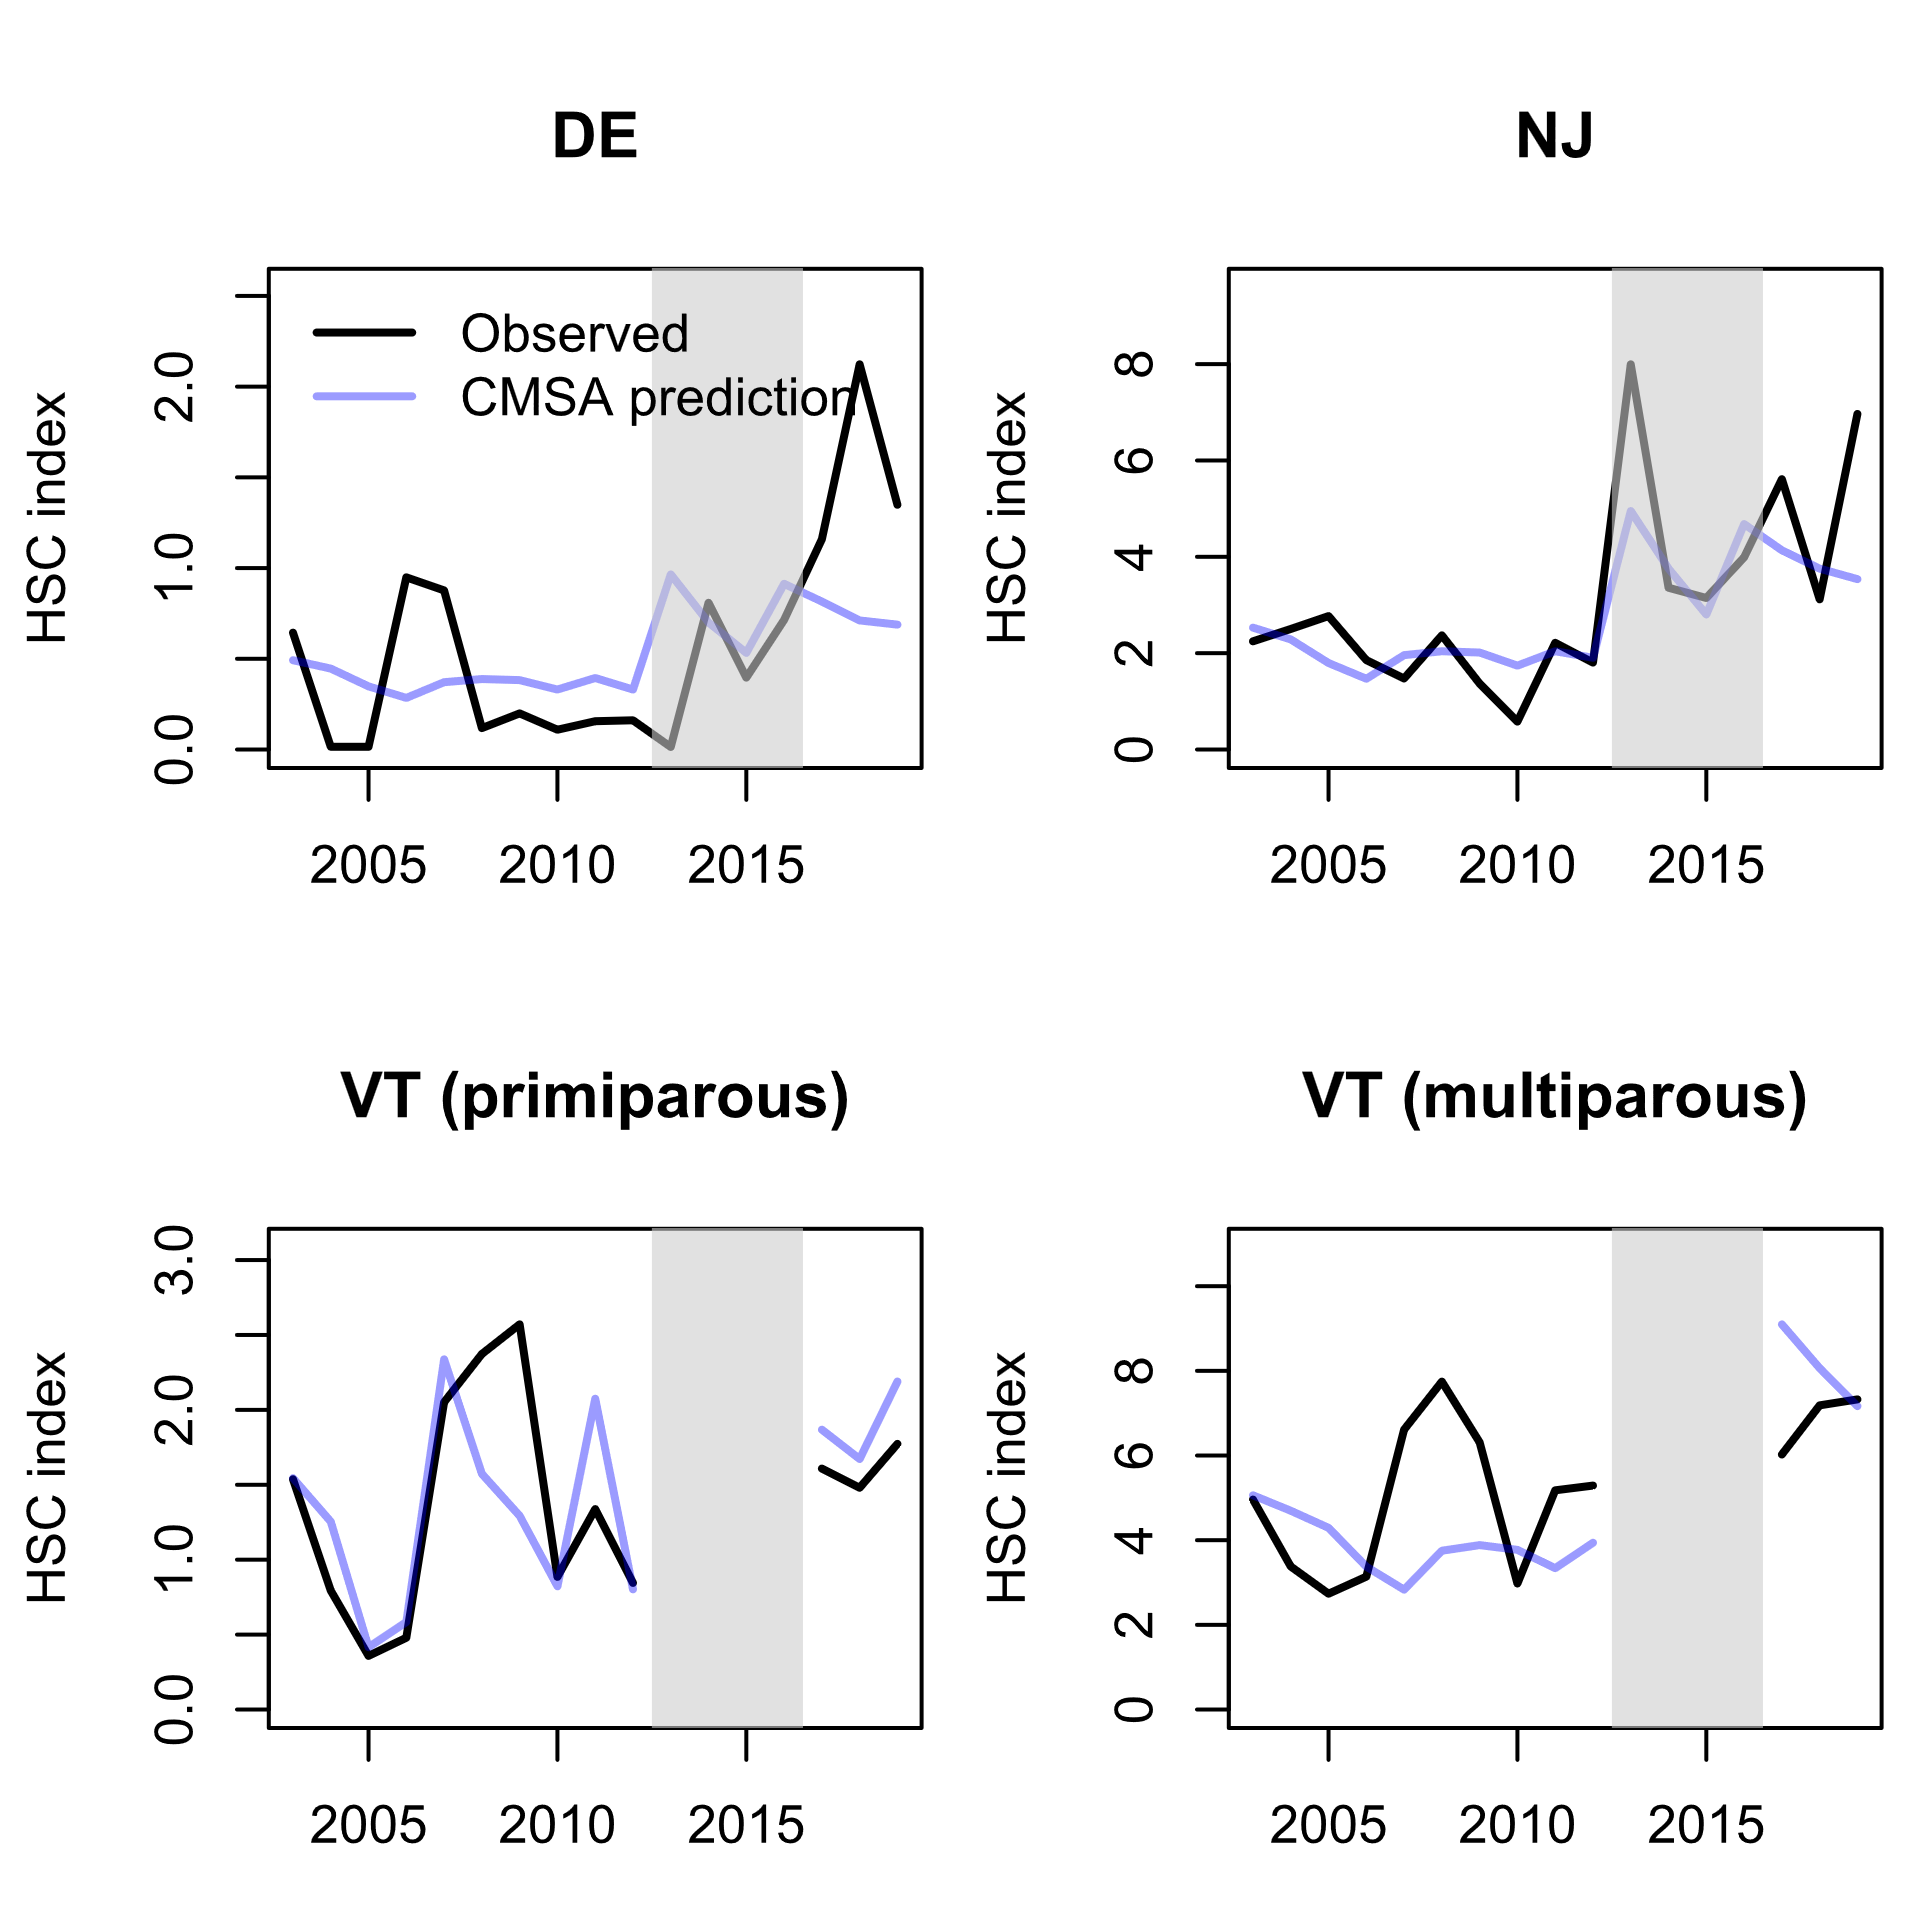 DE
HSC index
2.0
1.0
0.0
Observed
CMSA prediction
2005 2010 2015
NJ
HSC index
8
6
4
2
0
2005 2010 2015
VT (primiparous)
HSC index
3.0
2.0
1.0
0.0
2005 2010 2015
VT (multiparous)
HSC index
8
6
4
2
0
2005 2010 2015